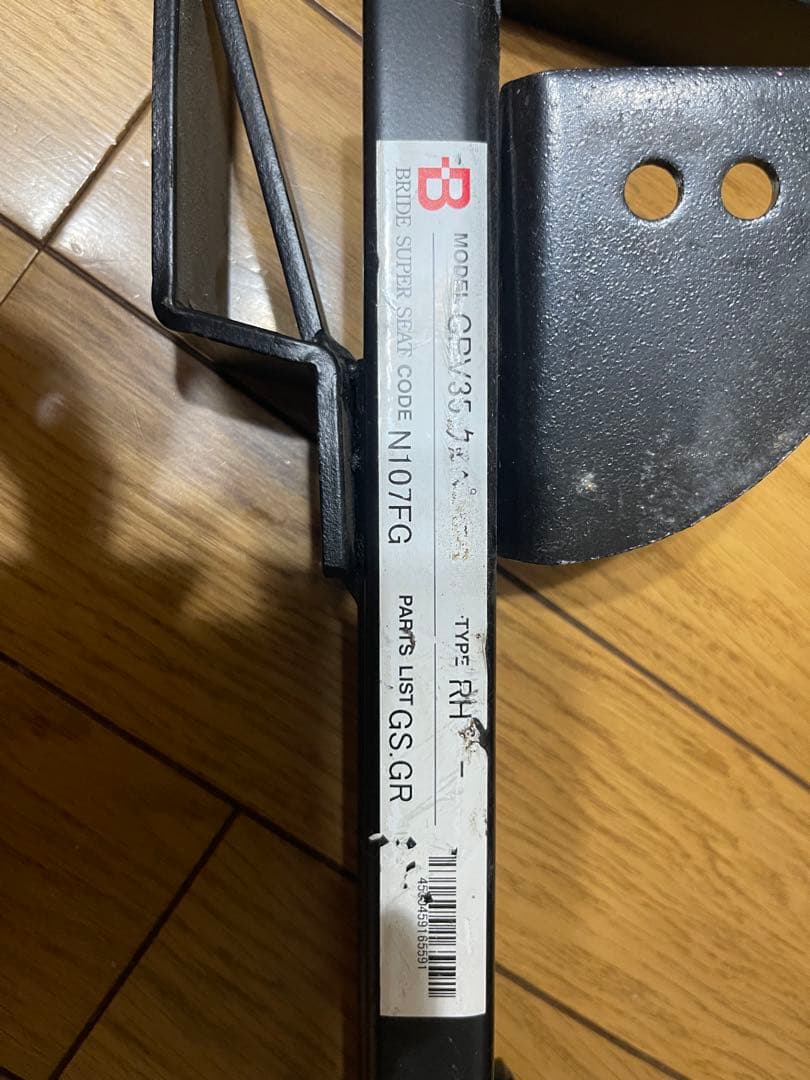 B
MODEL TYPE RH -
BRIDE SUPER SEAT CODE N107FG PARTS LIST GS.GR